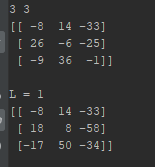 3 3
[[ -8 14 -33]
[ 26 -6 -25]
[ -9 36 -1]]
L = 1
[[ -8 14 -33]
[ 18 8 -58]
[-17 50 -34]]